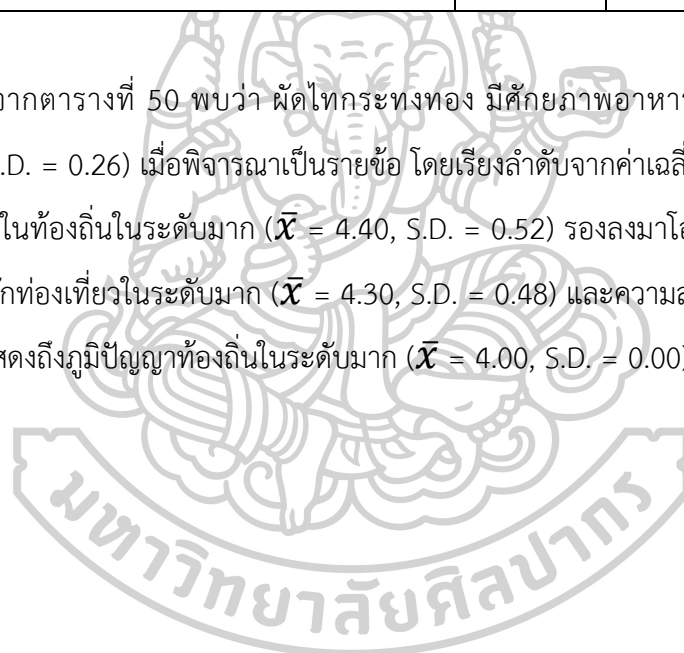 จากตารางที่ 50 พบว่า ผัดไทกระทงทอง มีศักยภาพอาหาร
.D. = 0.26) เมื่อพิจารณาเป็นรายข้อ โดยเรียงลำดับจากค่าเฉลี่
ในท้องถิ่นในระดับมาก (x̄ = 4.40, S.D. = 0.52) รองลงมาโอ
ักท่องเที่ยวในระดับมาก (x̄ = 4.30, S.D. = 0.48) และความส
สดงถึงภูมิปัญญาท้องถิ่นในระดับมาก (x̄ = 4.00, S.D. = 0.00)
มหาวิทยาลัยศิลปากร